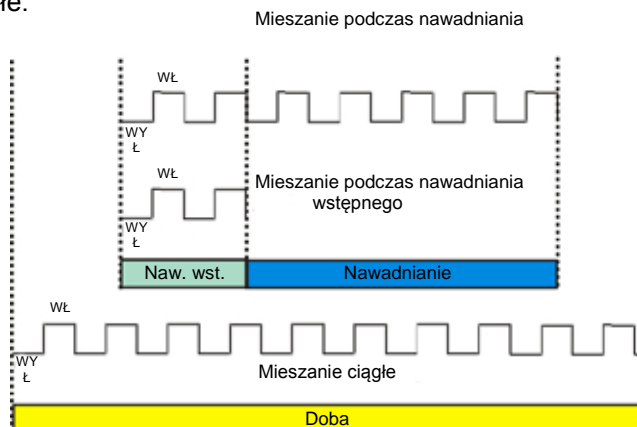 łe.
Mieszanie podczas nawadniania
WŁ
WY
Ł
WŁ
Mieszanie podczas nawadniania
wstępnego
WY
Ł
Naw. wst.
Nawadnianie
WŁ
WY
Ł
Mieszanie ciągłe
Doba